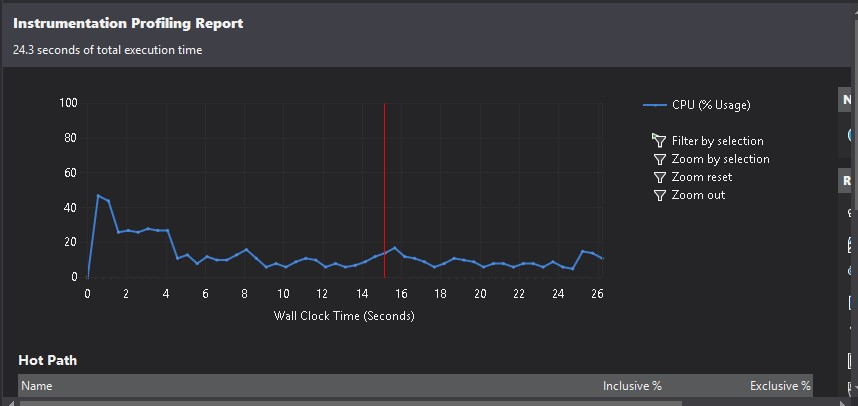 Instrumentation Profiling Report
24.3 seconds of total execution time
100
80
60
40
20
0
0 2 4 6 8 10 12 14 16 18 20 22 24 26
Wall Clock Time (Seconds)
CPU (% Usage)
Filter by selection
Zoom by selection
Zoom reset
Zoom out
N
R
Hot Path
Name Inclusive % Exclusive %